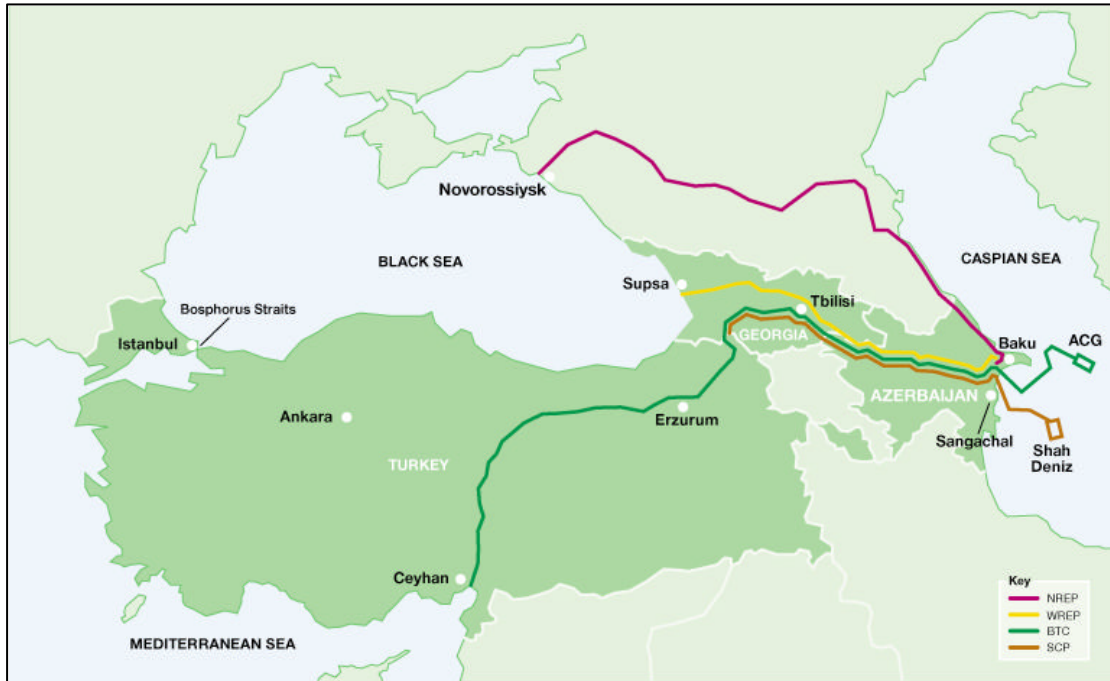 Novorossiysk
BLACK SEA
CASPIAN SEA
Supsa
Tbilisi
Bosphorus Straits
Istanbul
GEORGIA
Baku
ACG
AZERBAIJAN
Ankara
Erzurum
Sangachal
Shah
Deniz
TURKEY
Ceyhan
MEDITERRANEAN SEA
Key
NREP
WREP
BTC
SCP